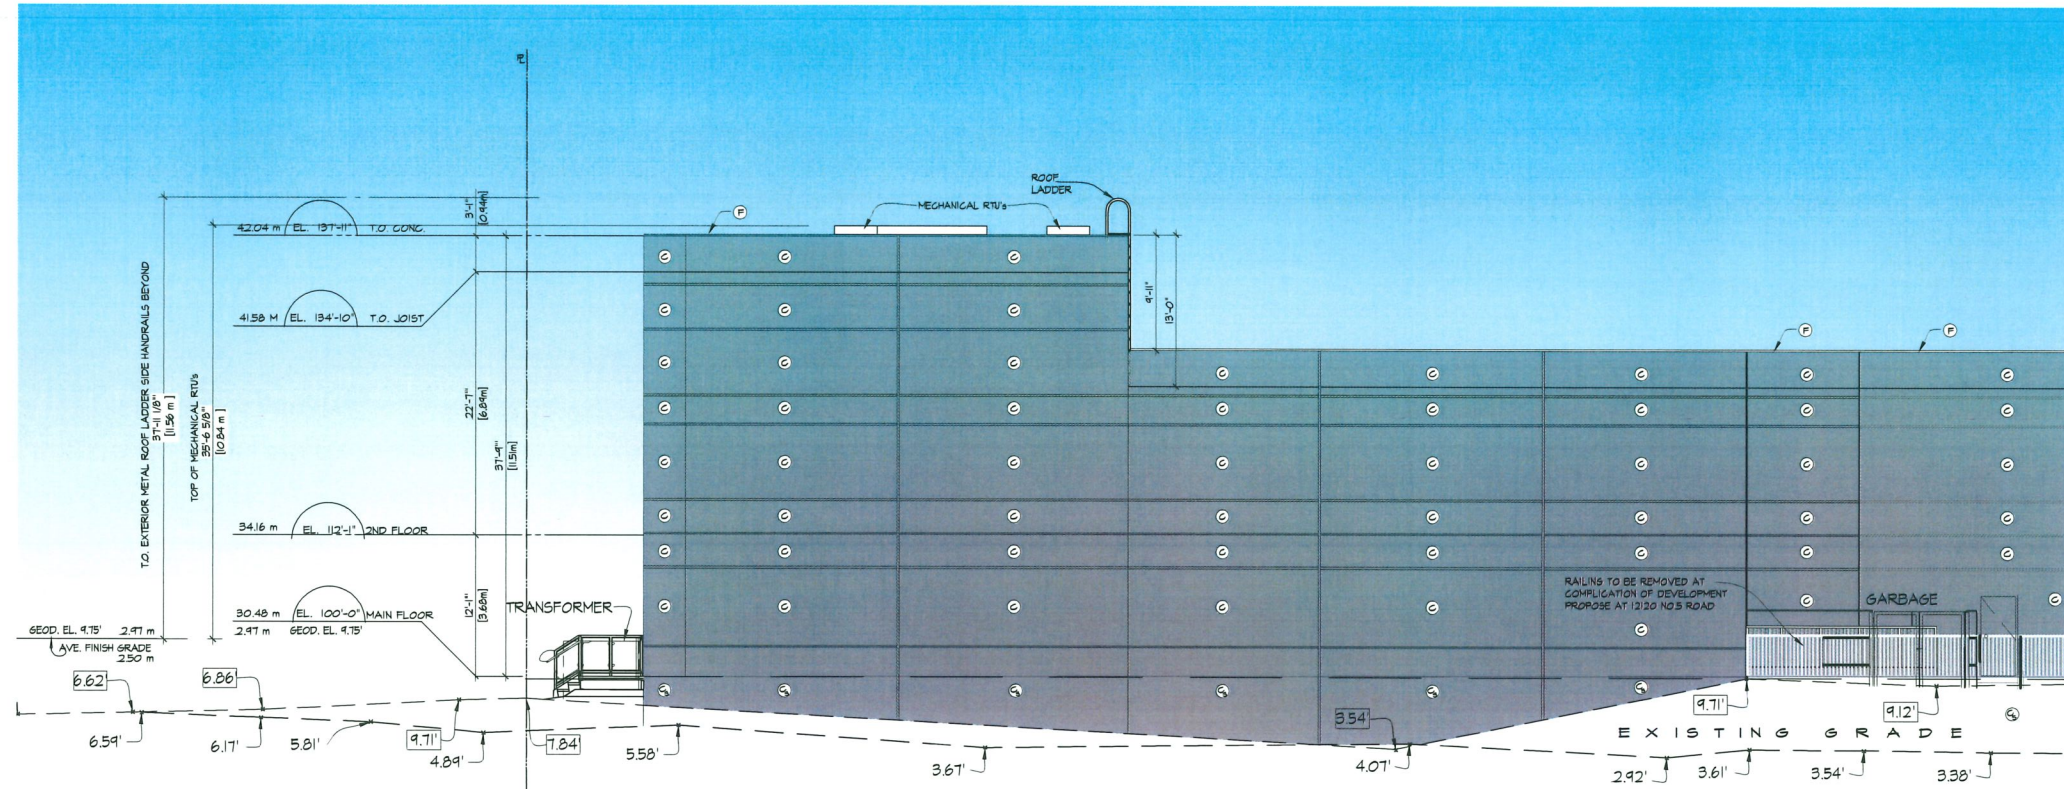 PL
ROOF
LADDER
MECHANICAL RTU's
F
3'-1"
[0.94m]
42.04 m EL. 137'-11" T.O. CONC.
T.O. EXTERIOR METAL ROOF LADDER SIDE HANDRAILS BEYOND
37'-11 1/8"
[11.56 m ]
TOP OF MECHANICAL RTU's
35'-6 5/8"
[10.84 m ]
41.58 M EL. 134'-10" T.O. JOIST
9'-11"
13'-0"
F
F
22'-7"
[6.89m]
37'-9"
[11.51m]
C C C
C C C
C C C
C C C C C
C C C C C C C C
C C C C C C C C
C C C C C C C C
C C C C C C C C
34.16 m EL. 112'-1" 2ND FLOOR
12'-1"
[3.68m]
TRANSFORMER
RAILING TO BE REMOVED AT
COMPLICATION OF DEVELOPMENT
PROPOSE AT 12120 NO.5 ROAD
GARBAGE
C C C C C C C C
30.48 m EL. 100'-0" MAIN FLOOR
2.97 m GEOD. EL. 9.75'
GEOD. EL. 9.75' 2.97 m
AVE. FINISH GRADE
2.50 m
6.62'
6.86'
9.71'
7.84'
3.54'
9.71'
9.12'
EXISTING GRADE
6.59'
6.17'
5.81'
4.89'
5.58'
3.67'
4.07'
2.92'
3.61'
3.54'
3.38'